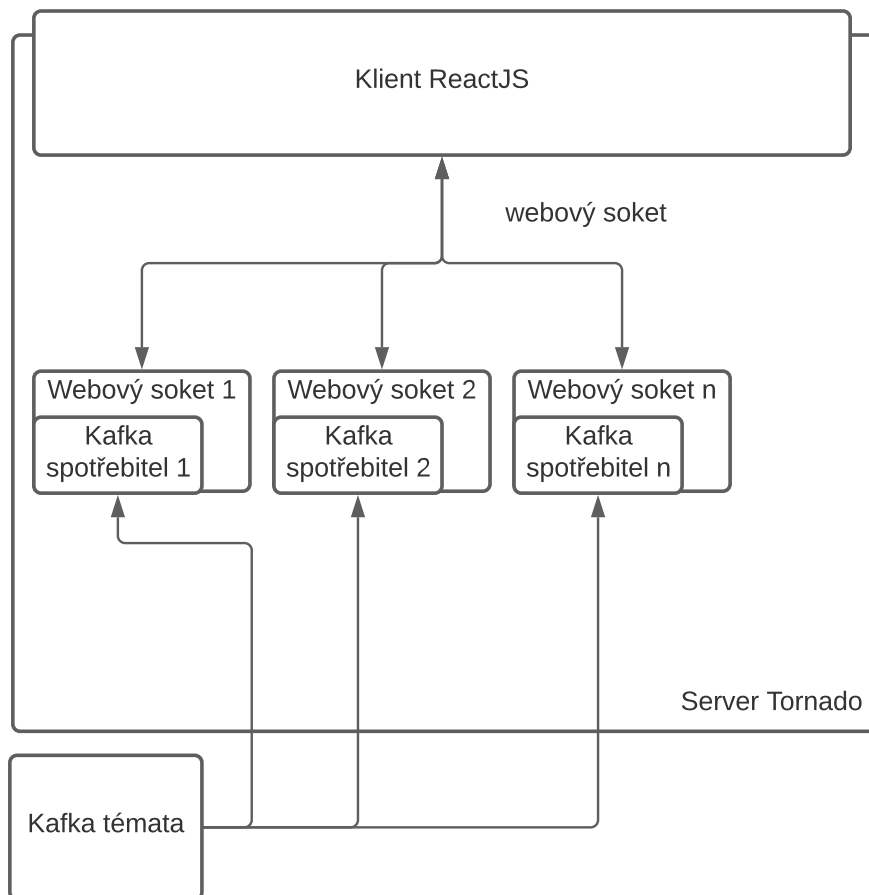 Klient ReactJS
webový soket
Webový soket 1
Kafka
spotřebitel 1
Webový soket 2
Kafka
spotřebitel 2
Webový soket n
Kafka
spotřebitel n
Server Tornado
Kafka témata